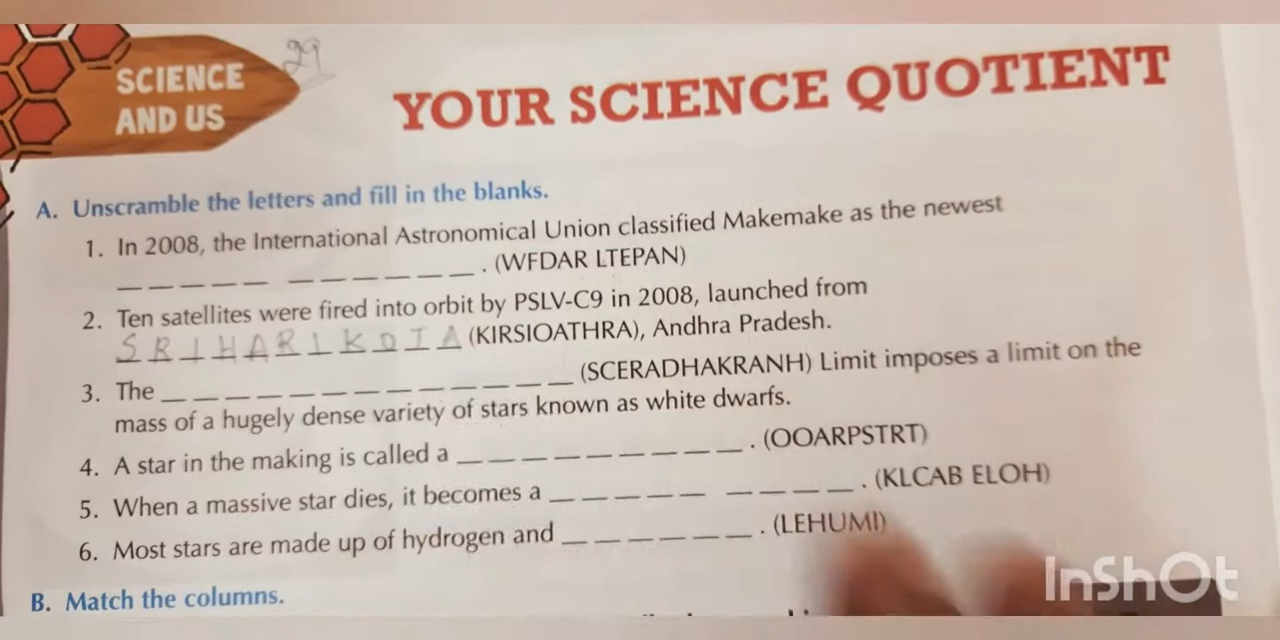 29
SCIENCE
AND US
YOUR SCIENCE QUOTIENT
A. Unscramble the letters and fill in the blanks.
1. In 2008, the International Astronomical Union classified Makemake as the newest
_ _ _ _ _ _ _ _ _ _ _. (WFDAR LTEPAN)
2. Ten satellites were fired into orbit by PSLV-C9 in 2008, launched from
SRIHARIKOTA (KIRSIOATHRA), Andhra Pradesh.
3. The _ _ _ _ _ _ _ _ _ _ _ _ _ (SCERADHAKRANH) Limit imposes a limit on the
mass of a hugely dense variety of stars known as white dwarfs.
4. A star in the making is called a _ _ _ _ _ _ _ _ _. (OOARPSTRT)
5. When a massive star dies, it becomes a _ _ _ _ _ _ _ _ _. (KLCAB ELOH)
6. Most stars are made up of hydrogen and _ _ _ _ _ _. (LEHUMI)
B. Match the columns.
InShOt